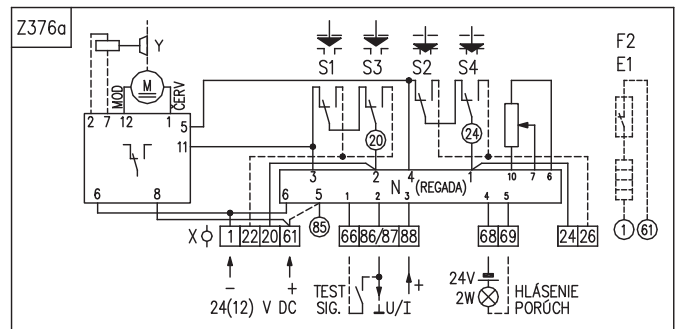 Z376a
Y
S1 S3 S2 S4
F2
E1
M
MOD
ČERV
2 7 12 1
5
11
20 24
3 2 4 1 10 7 6
N (REGADA)
6 8
6 5 1 2 3 4 5
X 1 22 20 61 85 66 86/87 88 68 69 24 26
1 61
− +
24(12) V DC
TEST
SIG.
U/I
+
24V
2W
HLÁSENIE
PORÚCH